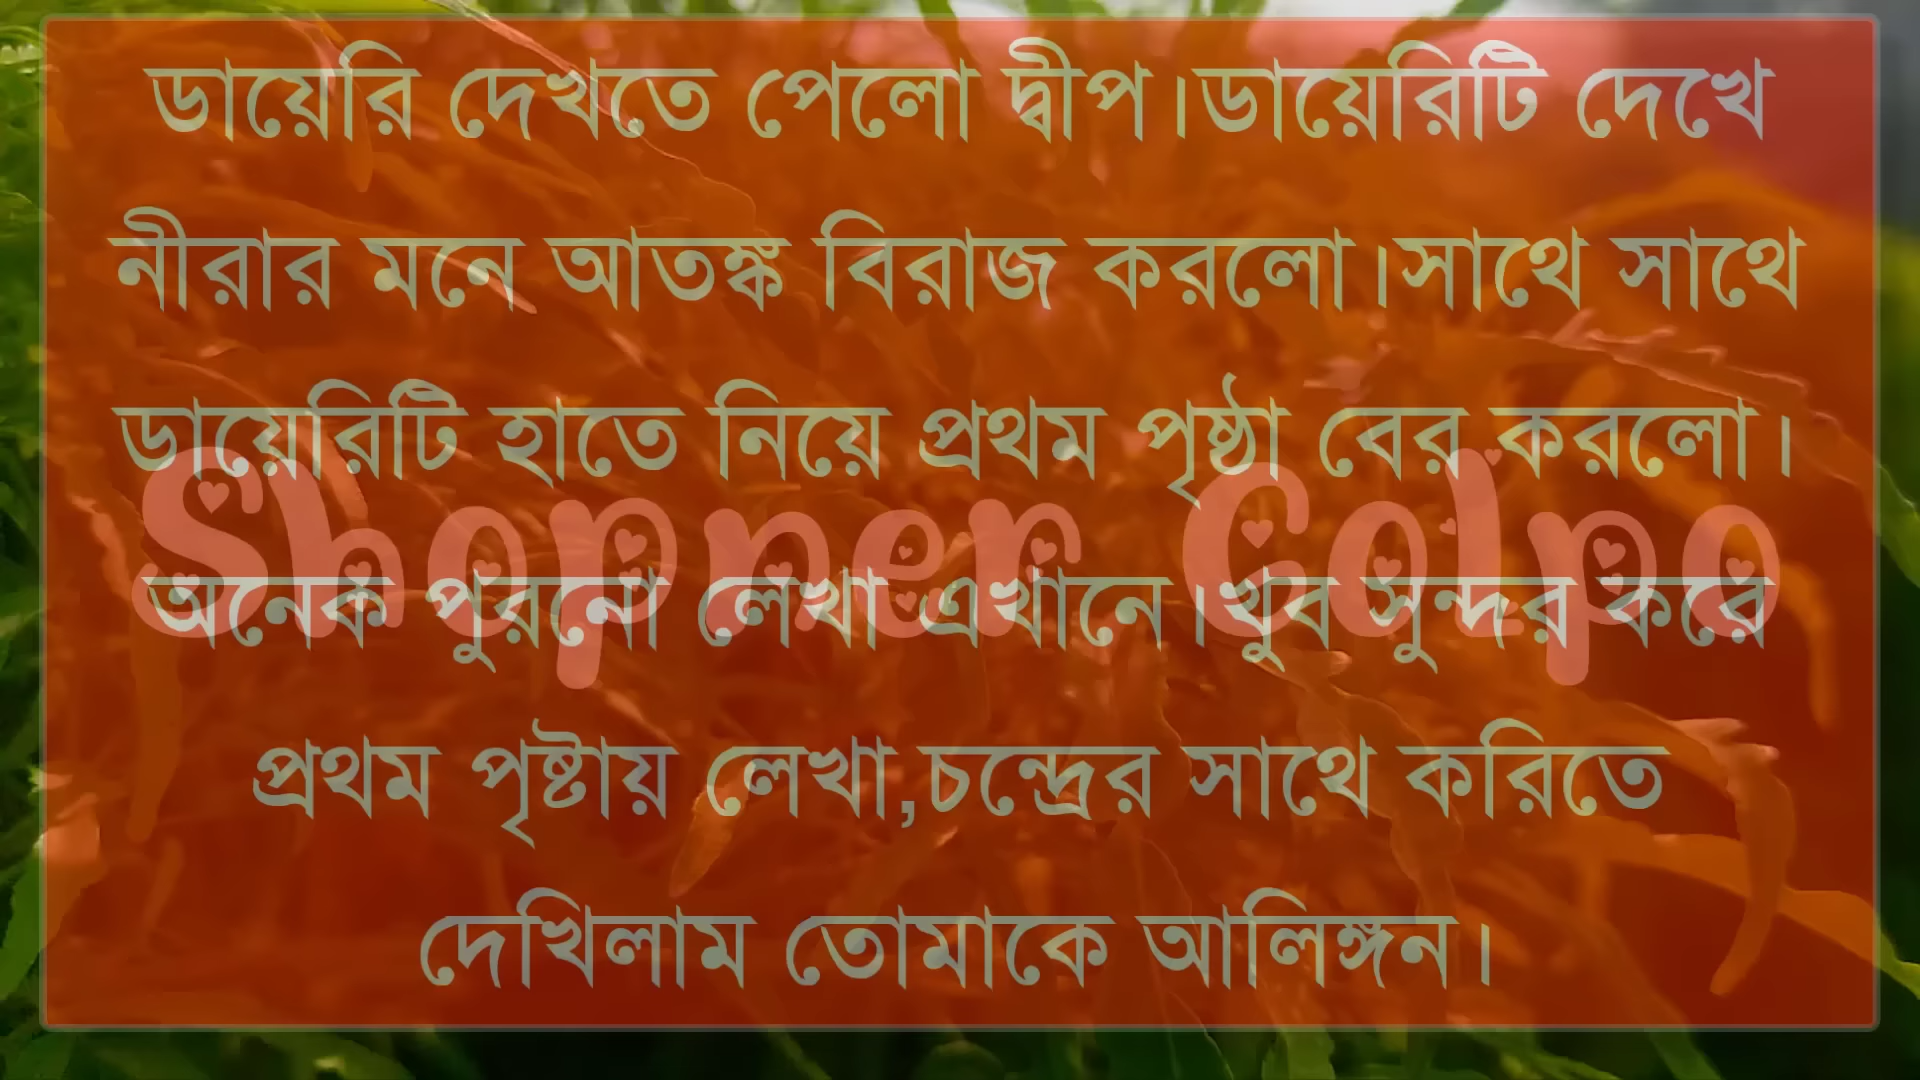 ডায়েরি দেখতে পেলো দ্বীপ।ডায়েরিটি দেখে
নীরার মনে আতঙ্ক বিরাজ করলো।সাথে সাথে
ডায়েরিটি হাতে নিয়ে প্রথম পৃষ্ঠা বের করলো।
Shopner Golpo
অনেক পুরনো লেখা এখানে।খুব সুন্দর করে
প্রথম পৃষ্টায় লেখা,চন্দ্রের সাথে করিতে
দেখিলাম তোমাকে আলিঙ্গন।